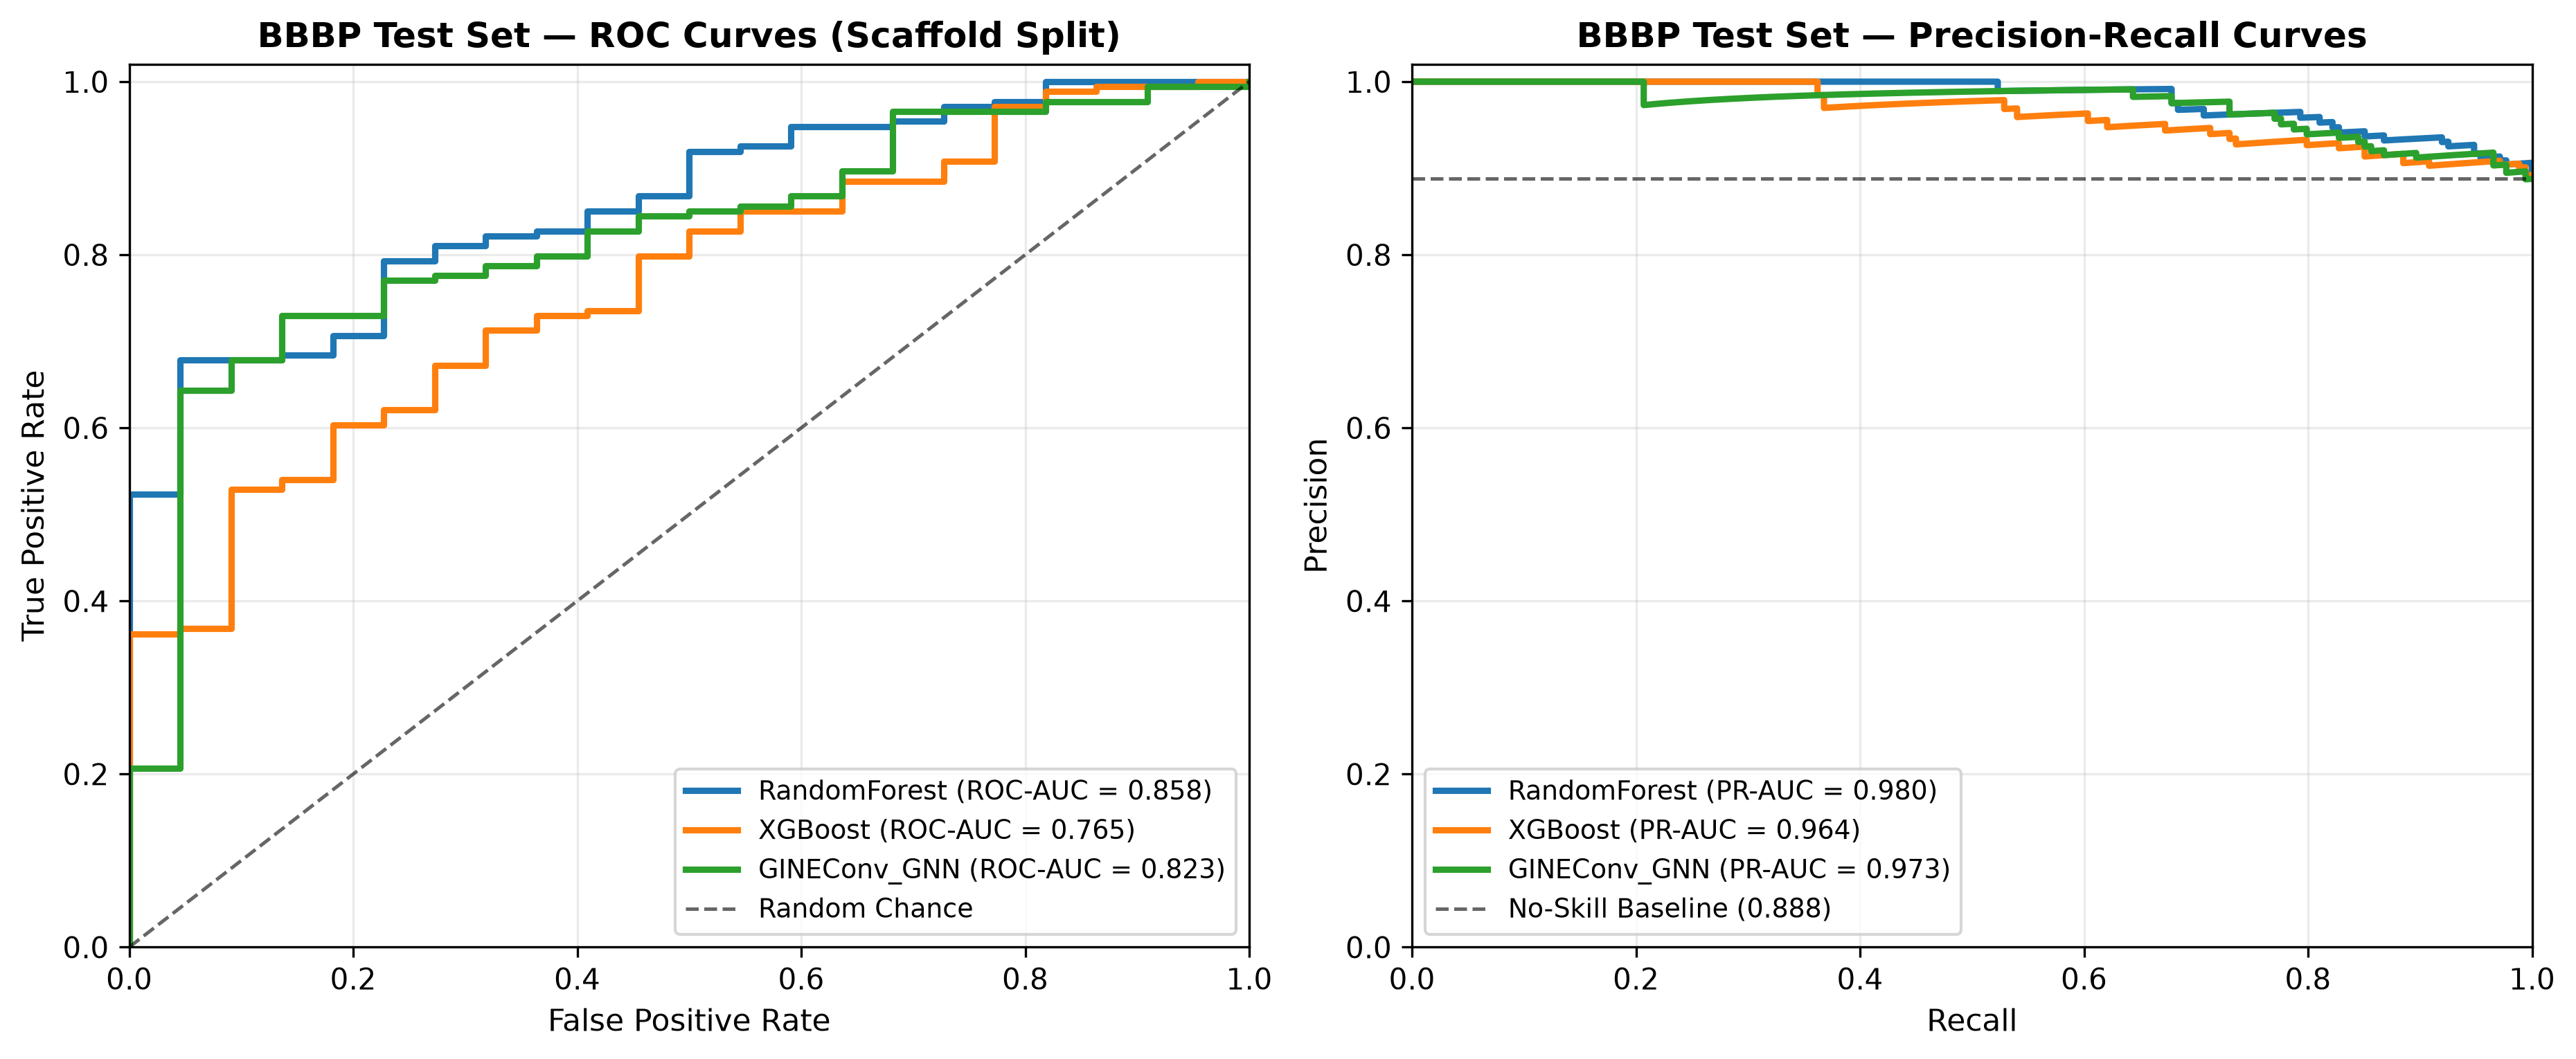 BBBP Test Set — ROC Curves (Scaffold Split)
True Positive Rate
1.0
0.8
0.6
0.4
0.2
0.0
0.0 0.2 0.4 0.6 0.8 1.0
False Positive Rate
RandomForest (ROC-AUC = 0.858)
XGBoost (ROC-AUC = 0.765)
GINEConv_GNN (ROC-AUC = 0.823)
Random Chance
BBBP Test Set — Precision-Recall Curves
Precision
1.0
0.8
0.6
0.4
0.2
0.0
0.0 0.2 0.4 0.6 0.8 1.0
Recall
RandomForest (PR-AUC = 0.980)
XGBoost (PR-AUC = 0.964)
GINEConv_GNN (PR-AUC = 0.973)
No-Skill Baseline (0.888)